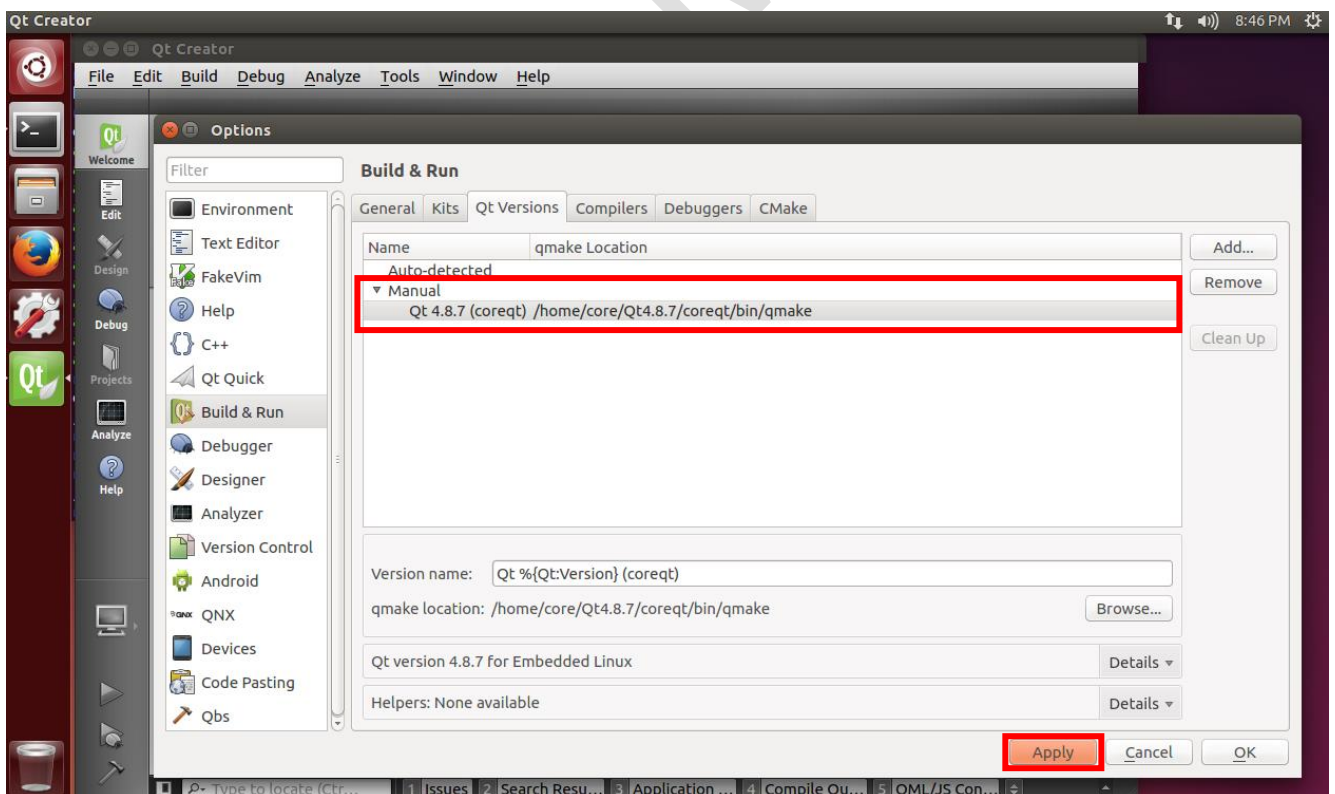 Qt Creator
8:46 PM
Qt Creator
File Edit Build Debug Analyze Tools Window Help
Options
Welcome
Edit
Design
Debug
Projects
Analyze
Help
Filter
Environment
Text Editor
FakeVim
Help
C++
Qt Quick
Build & Run
Debugger
Designer
Analyzer
Version Control
Android
QNX
Devices
Code Pasting
Qbs
Build & Run
General Kits Qt Versions Compilers Debuggers CMake
Name qmake Location
Auto-detected
Manual
Qt 4.8.7 (coreqt) /home/core/Qt4.8.7/coreqt/bin/qmake
Add...
Remove
Clean Up
Version name: Qt %{Qt:Version} (coreqt)
qmake location: /home/core/Qt4.8.7/coreqt/bin/qmake Browse...
Qt version 4.8.7 for Embedded Linux Details
Helpers: None available Details
Apply Cancel OK
Type to locate (Ctr... 1 Issues 2 Search Resu... 3 Application ... 4 Compile Ou... 5 QML/JS Con...